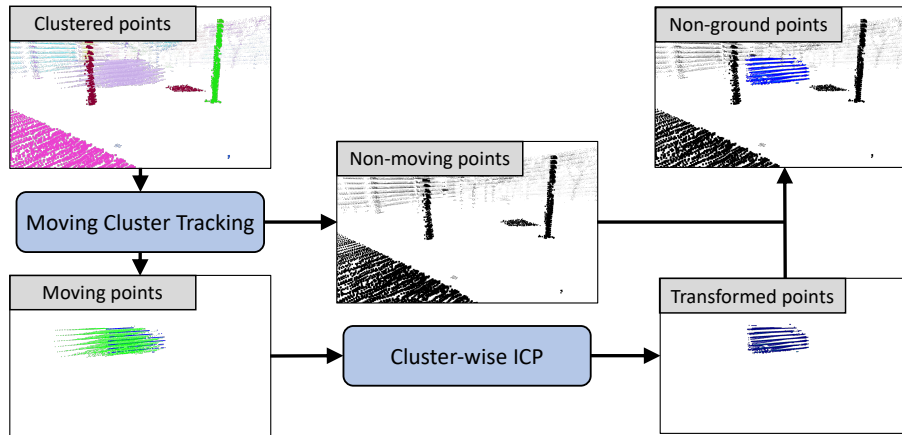 Clustered points
Non-ground points
Non-moving points
Moving Cluster Tracking
Moving points
Transformed points
Cluster-wise ICP